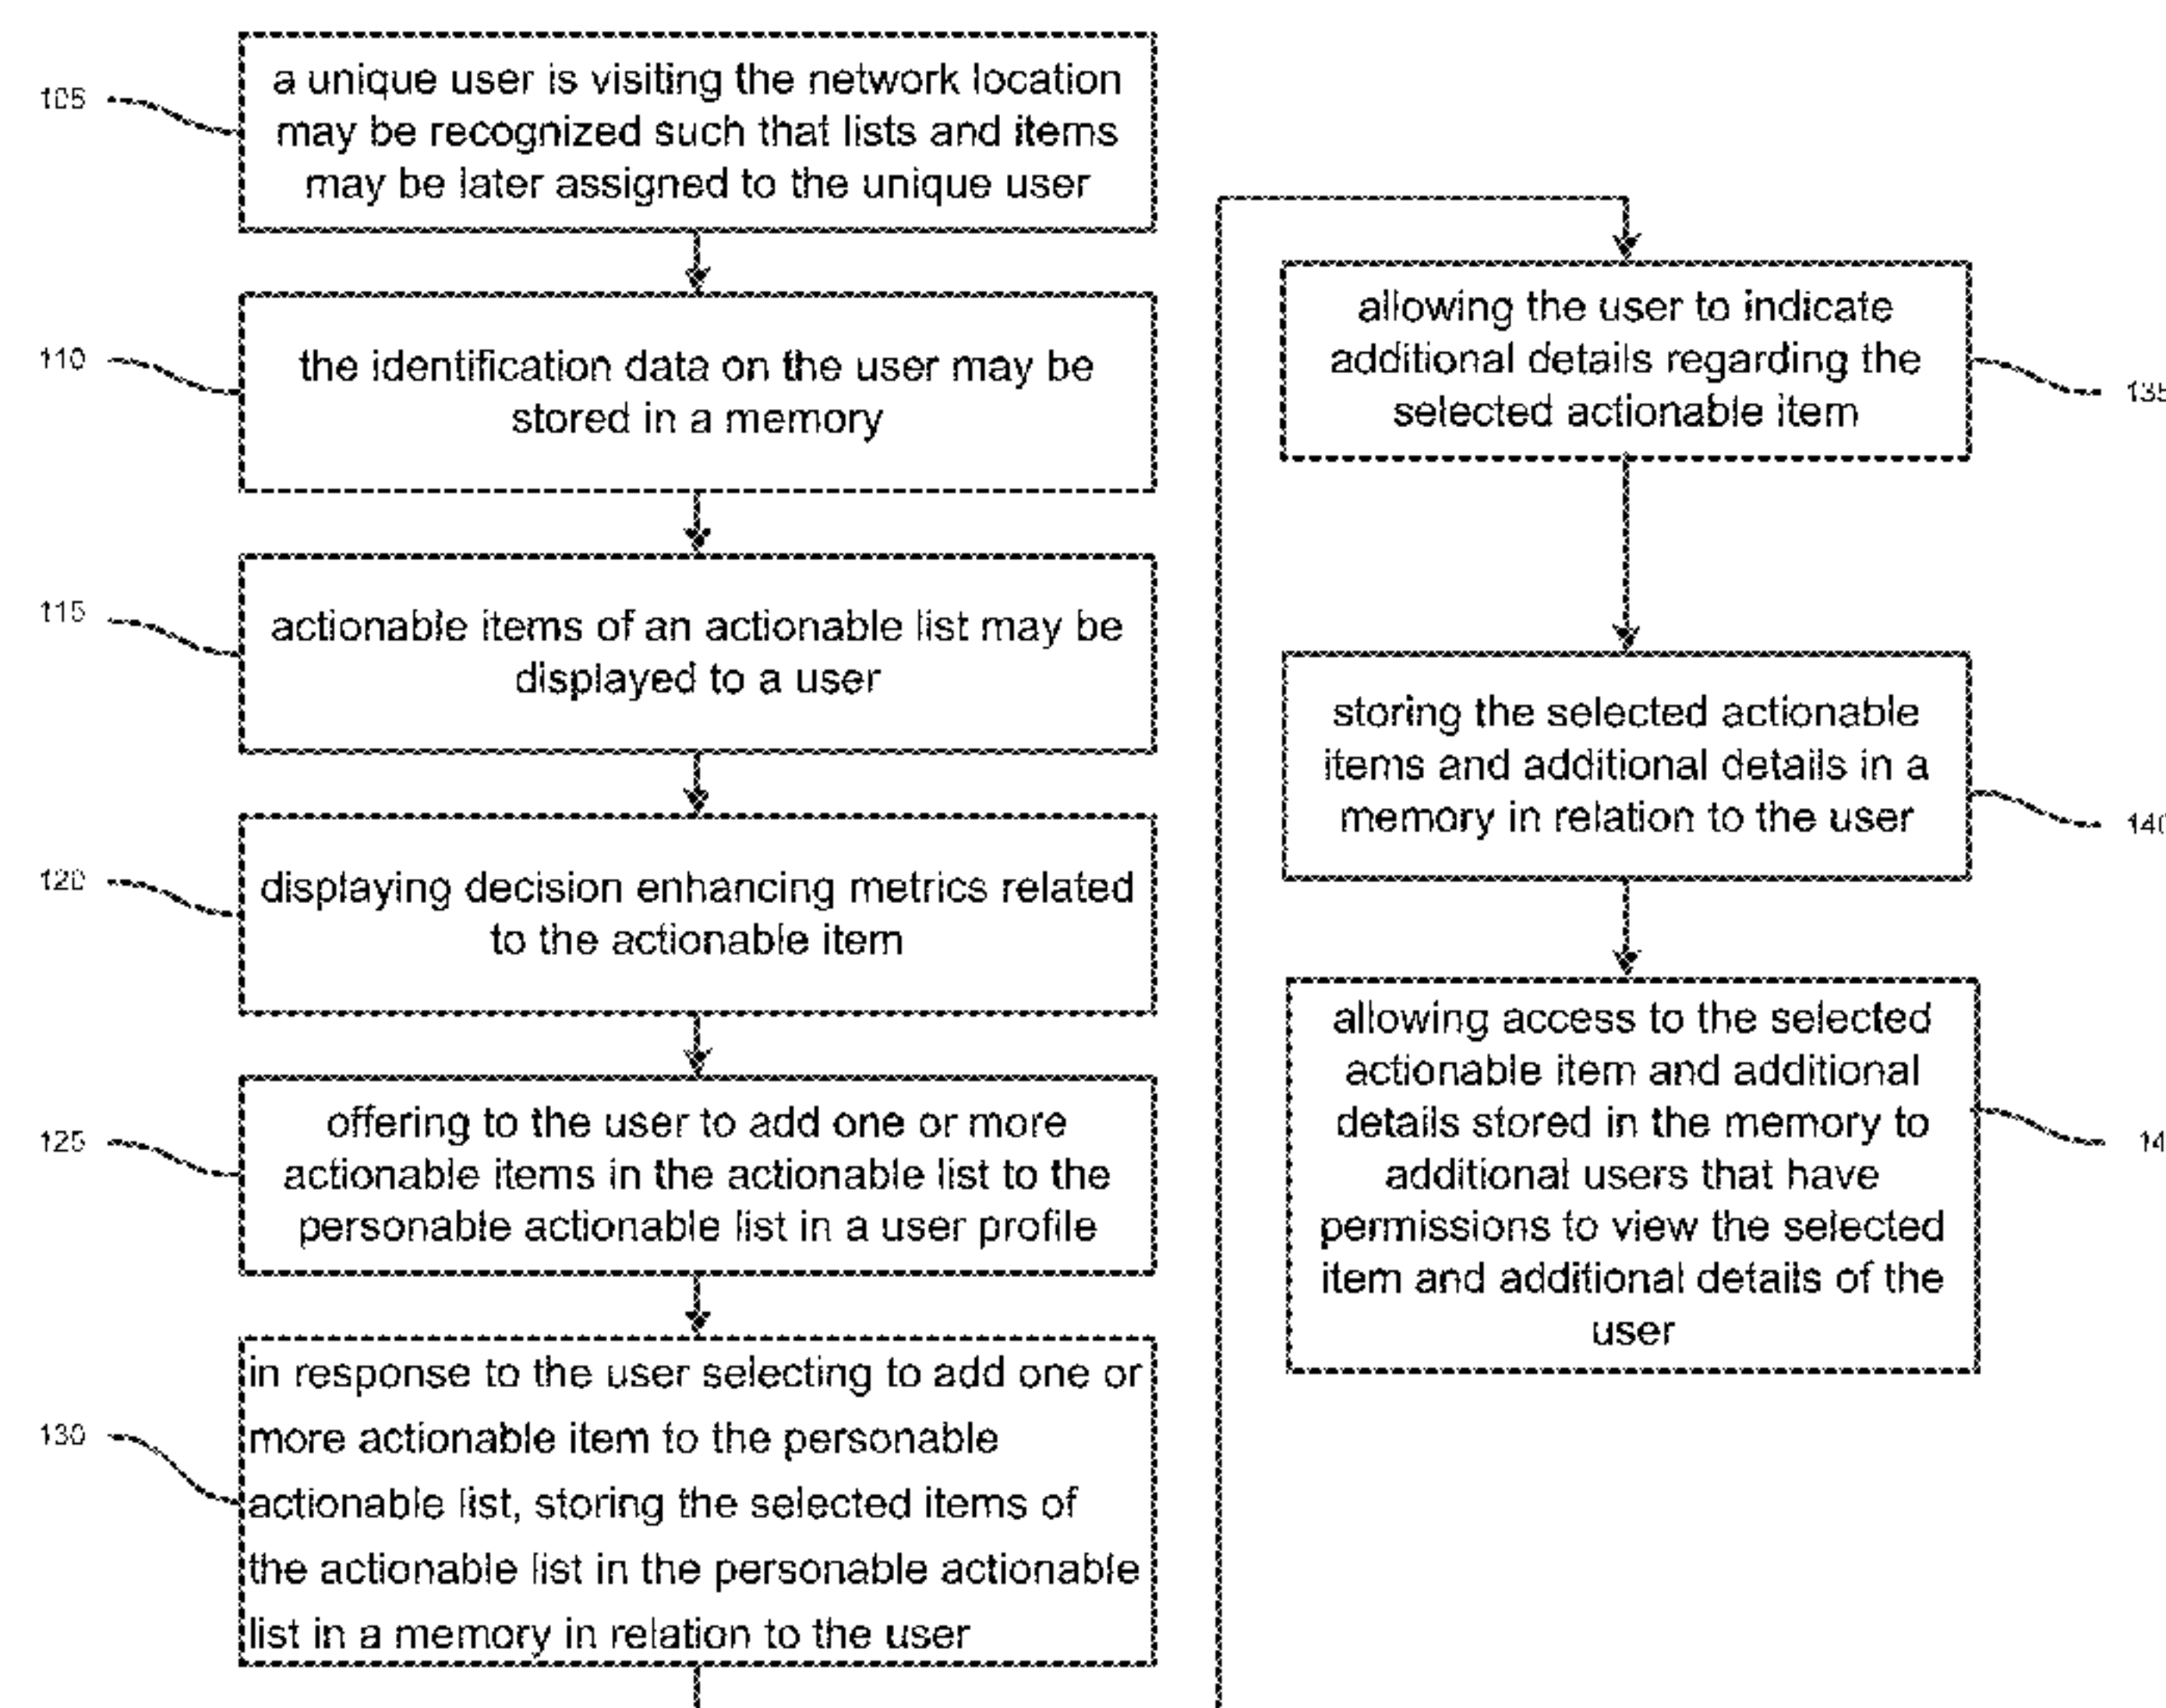 105
a unique user is visiting the network location
may be recognized such that lists and items
may be later assigned to the unique user
110
the identification data on the user may be
stored in a memory
115
actionable items of an actionable list may be
displayed to a user
120
displaying decision enhancing metrics related
to the actionable item
125
offering to the user to add one or more
actionable items in the actionable list to the
personable actionable list in a user profile
130
in response to the user selecting to add one or
more actionable item to the personable
actionable list, storing the selected items of
the actionable list in the personable actionable
list in a memory in relation to the user
allowing the user to indicate
additional details regarding the
selected actionable item
135
storing the selected actionable
items and additional details in a
memory in relation to the user
140
allowing access to the selected
actionable item and additional
details stored in the memory to
additional users that have
permissions to view the selected
item and additional details of the
user
14